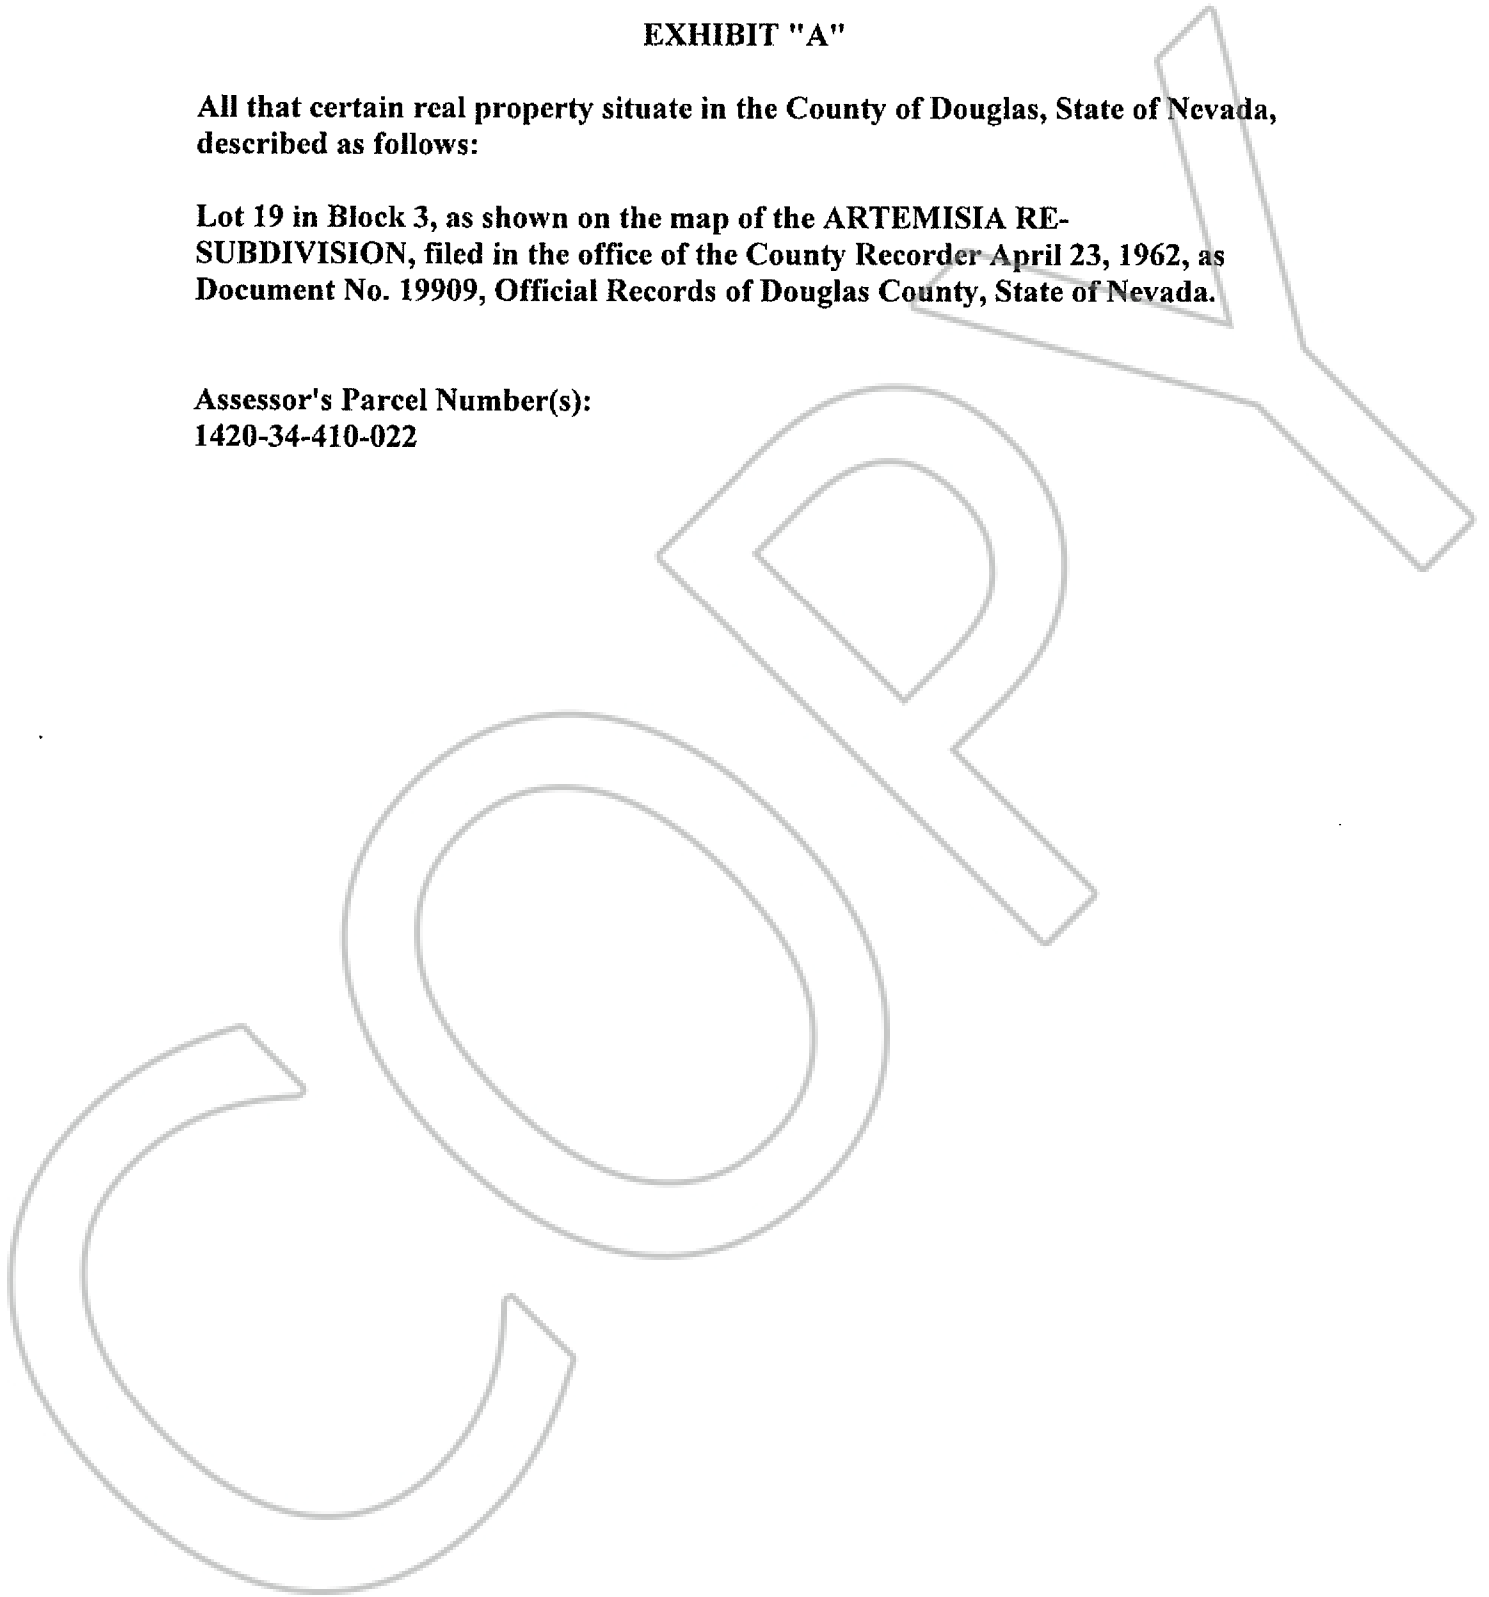 EXHIBIT "A"
All that certain real property situate in the County of Douglas, State of Nevada,
described as follows:
Lot 19 in Block 3, as shown on the map of the ARTEMISIA RE-
SUBDIVISION, filed in the office of the County Recorder April 23, 1962, as
Document No. 19909, Official Records of Douglas County, State of Nevada.
Assessor's Parcel Number(s):
1420-34-410-022
COPY